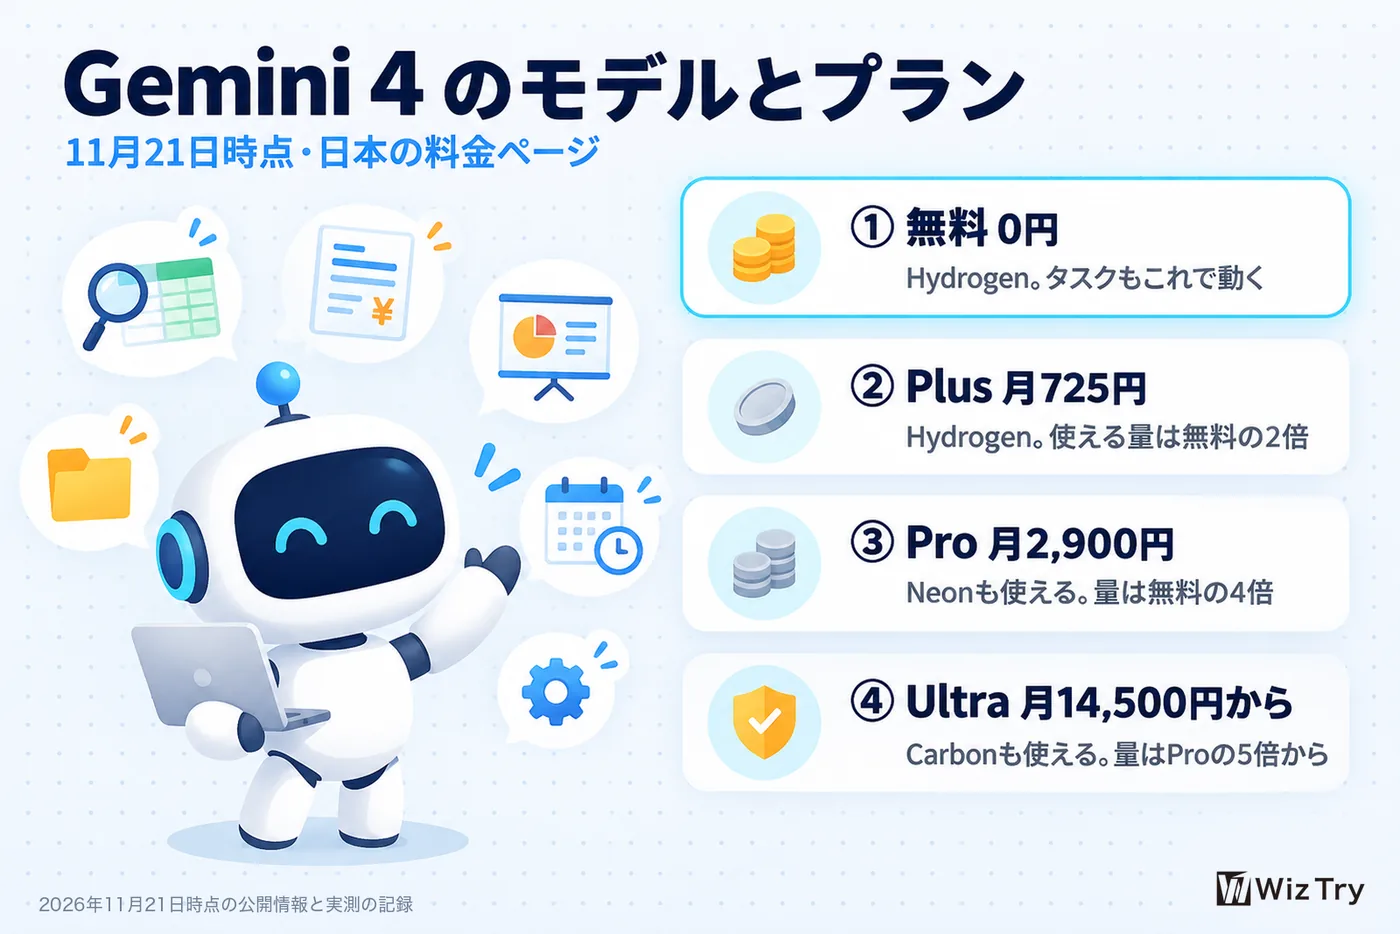 Gemini 4 のモデルとプラン
11月21日時点・日本の料金ページ
① 無料 0円
Hydrogen。タスクもこれで動く
② Plus 月725円
Hydrogen。使える量は無料の2倍
③ Pro 月2,900円
Neonも使える。量は無料の4倍
④ Ultra 月14,500円から
Carbonも使える。量はProの5倍から
¥
2026年11月21日時点の公開情報と実測の記録
Wiz Try